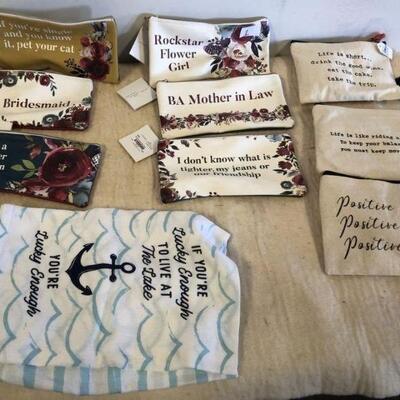 you're single
and you know
it, pet your cat
Bridesmaid
Rockstar
Flower
Girl
BA Mother in Law
I don't know what is
tighter, my jeans or
our friendship
Life is short...
drink the good
eat the cake,
take the trip.
Life is like riding
To keep your
you must keep
Positive
Positive
Positive
IF YOU'RE
Lucky Enough
TO LIVE AT
The Lake
YOU'RE
Lucky Enough